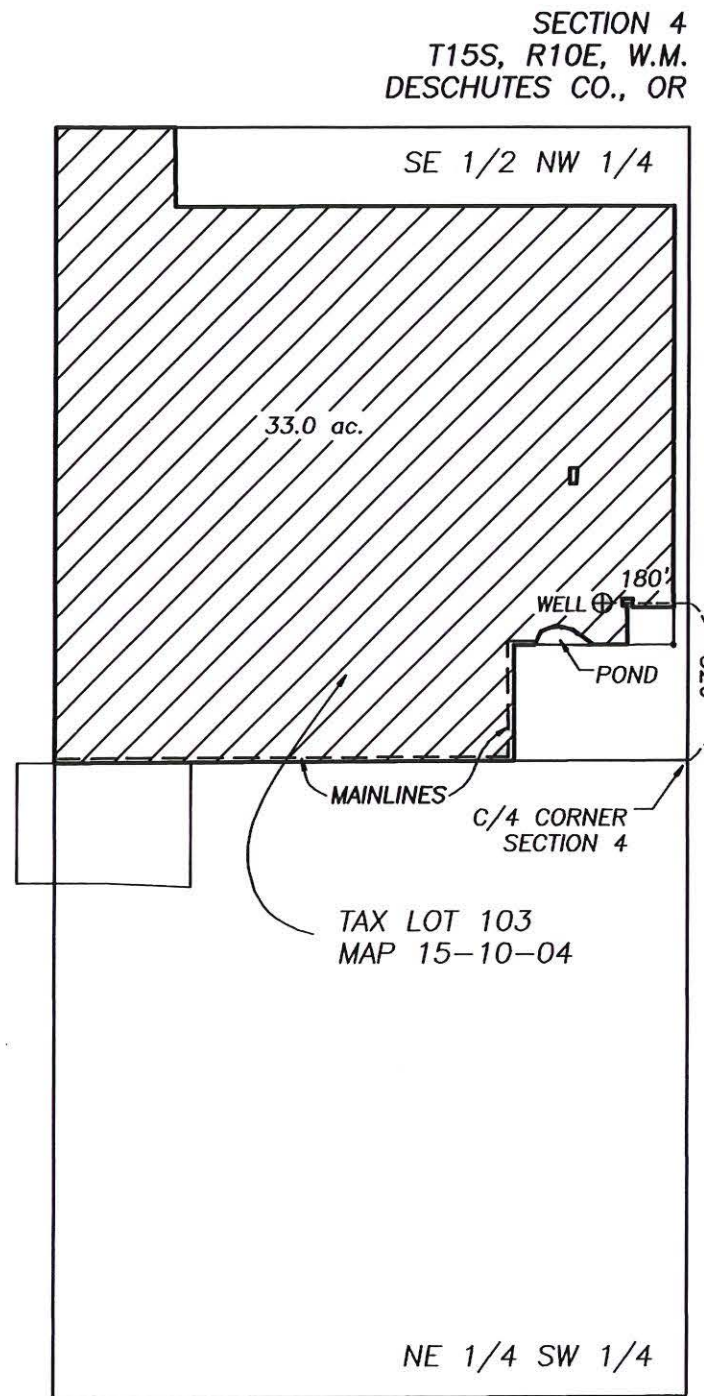 SECTION 4
T15S, R10E, W.M.
DESCHUTES CO., OR
SE 1/2 NW 1/4
33.0 ac.
180'
WELL
POND
MAINLINES
C/4 CORNER
SECTION 4
TAX LOT 103
MAP 15-10-04
NE 1/4 SW 1/4